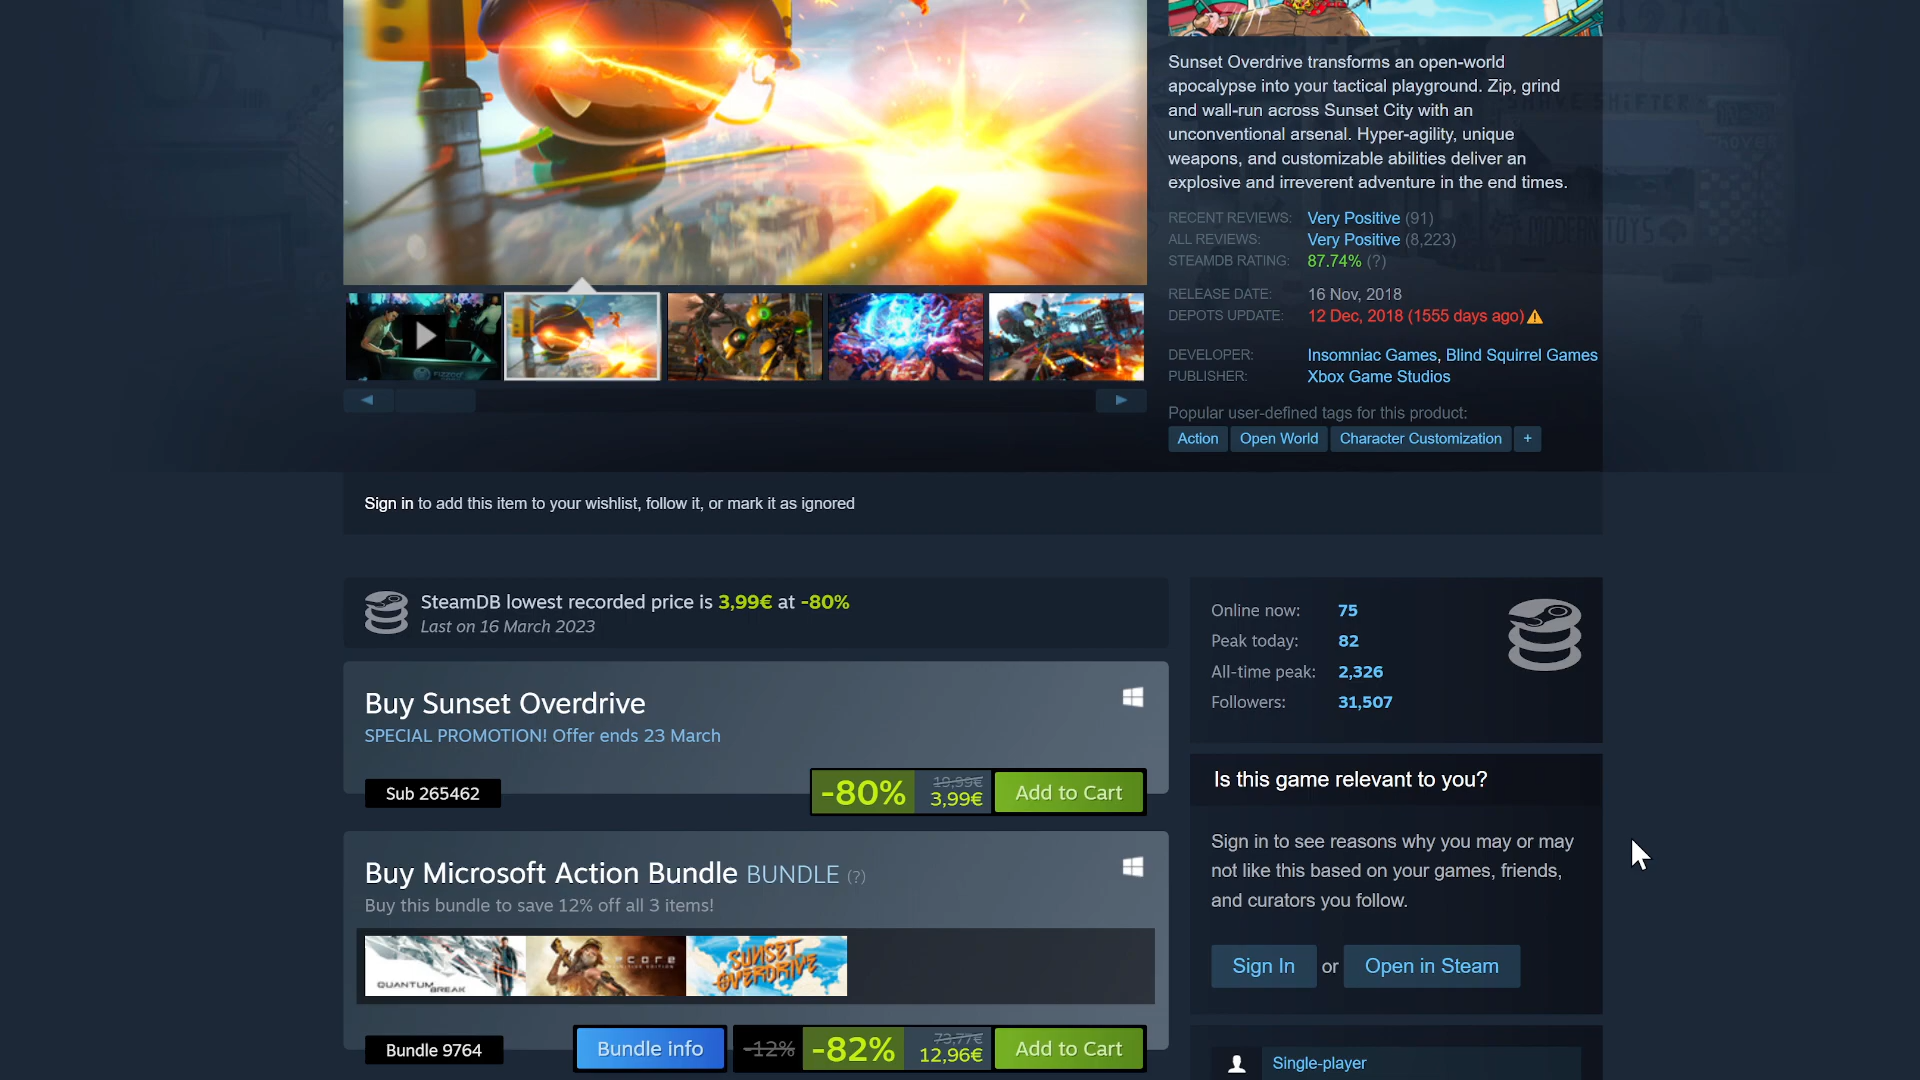 Sunset Overdrive transforms an open-world
apocalypse into your tactical playground. Zip, grind
and wall-run across Sunset City with an
unconventional arsenal. Hyper-agility, unique
weapons, and customizable abilities deliver an
explosive and irreverent adventure in the end times.
RECENT REVIEWS: Very Positive (91)
ALL REVIEWS: Very Positive (8,223)
STEAMDB RATING: 87.74% (?)
RELEASE DATE: 16 Nov, 2018
DEPOTS UPDATE: 12 Dec, 2018 (1555 days ago)
DEVELOPER: Insomniac Games, Blind Squirrel Games
PUBLISHER: Xbox Game Studios
Popular user-defined tags for this product:
Action Open World Character Customization +
FIZZCO
MODERN TOYS
Sign in to add this item to your wishlist, follow it, or mark it as ignored
SteamDB lowest recorded price is 3,99€ at -80%
Last on 16 March 2023
Buy Sunset Overdrive
SPECIAL PROMOTION! Offer ends 23 March
Sub 265462
-80% 19,99€ 3,99€ Add to Cart
Buy Microsoft Action Bundle BUNDLE (?)
Buy this bundle to save 12% off all 3 items!
QUANTUM BREAK
SUNSET OVERDRIVE
Bundle 9764 Bundle info -12% -82% 73,77€ 12,96€ Add to Cart
Online now: 75
Peak today: 82
All-time peak: 2,326
Followers: 31,507
Is this game relevant to you?
Sign in to see reasons why you may or may
not like this based on your games, friends,
and curators you follow.
Sign In or Open in Steam
Single-player